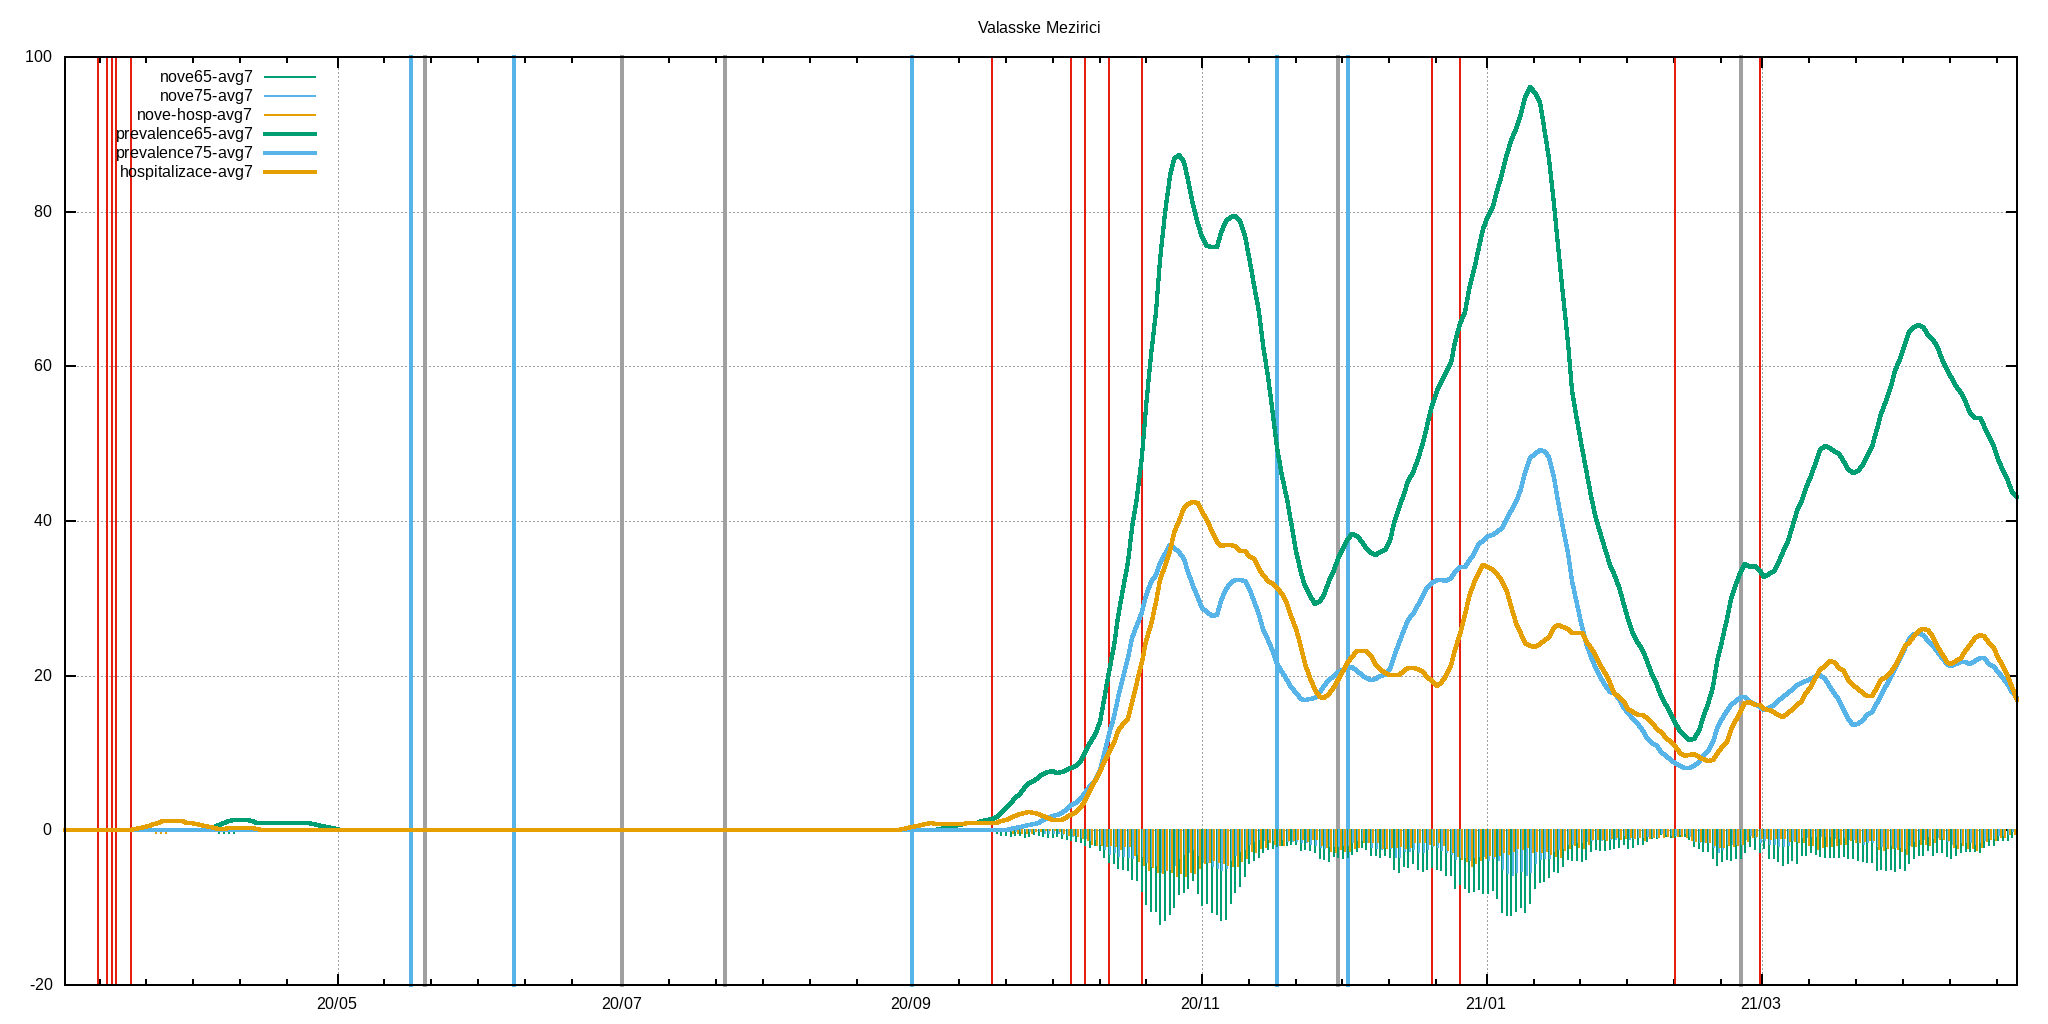 Valasske Mezirici
100
nove65-avg7
nove75-avg7
nove-hosp-avg7
prevalence65-avg7
prevalence75-avg7
hospitalizace-avg7
80
60
40
20
0
-20
20/05 20/07 20/09 20/11 21/01 21/03